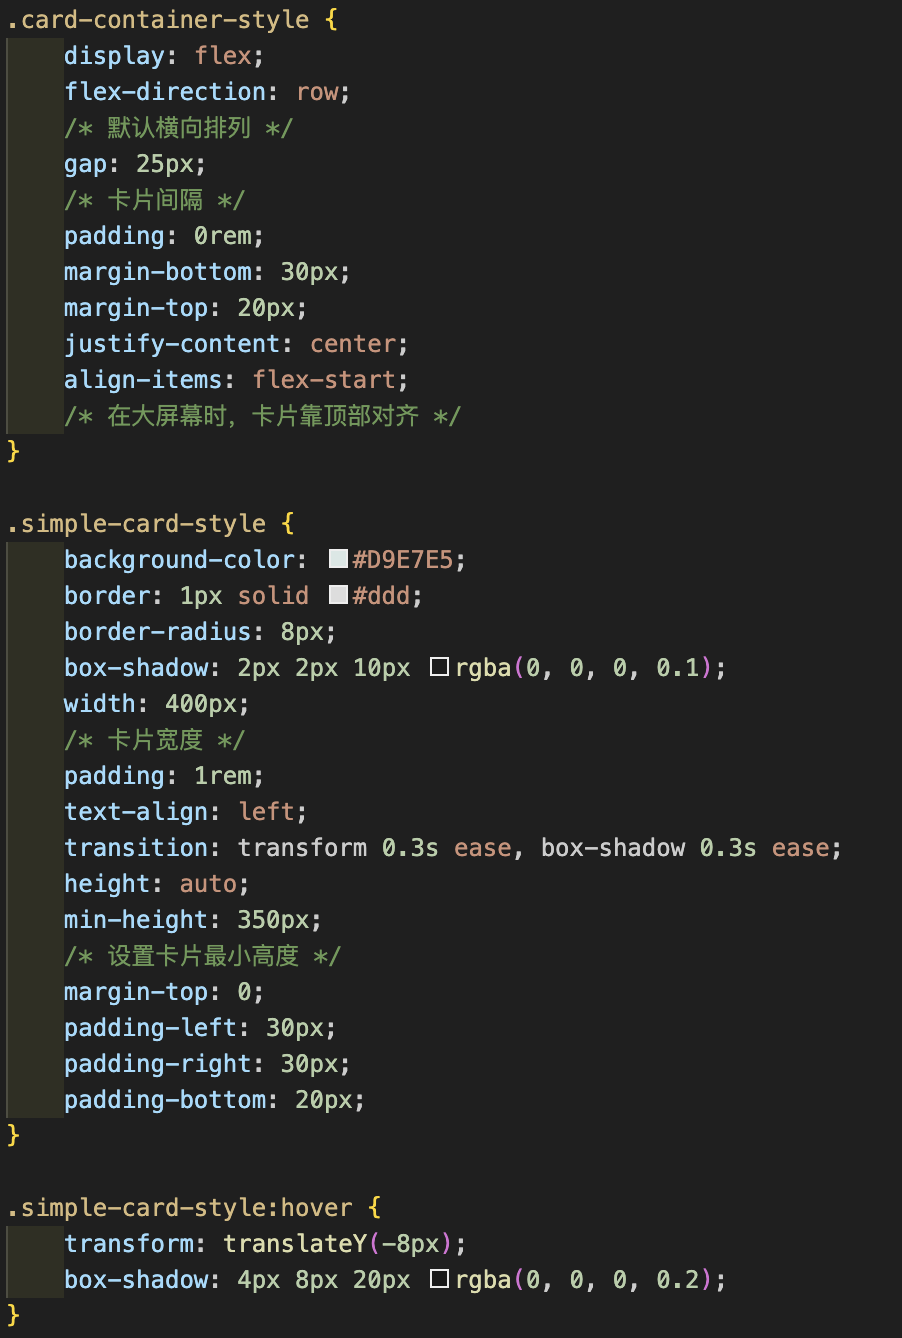 .card-container-style {
    display: flex;
    flex-direction: row;
    /* 默认横向排列 */
    gap: 25px;
    /* 卡片间隔 */
    padding: 0rem;
    margin-bottom: 30px;
    margin-top: 20px;
    justify-content: center;
    align-items: flex-start;
    /* 在大屏幕时，卡片靠顶部对齐 */
}

.simple-card-style {
    background-color: #D9E7E5;
    border: 1px solid #ddd;
    border-radius: 8px;
    box-shadow: 2px 2px 10px rgba(0, 0, 0, 0.1);
    width: 400px;
    /* 卡片宽度 */
    padding: 1rem;
    text-align: left;
    transition: transform 0.3s ease, box-shadow 0.3s ease;
    height: auto;
    min-height: 350px;
    /* 设置卡片最小高度 */
    margin-top: 0;
    padding-left: 30px;
    padding-right: 30px;
    padding-bottom: 20px;
}

.simple-card-style:hover {
    transform: translateY(-8px);
    box-shadow: 4px 8px 20px rgba(0, 0, 0, 0.2);
}